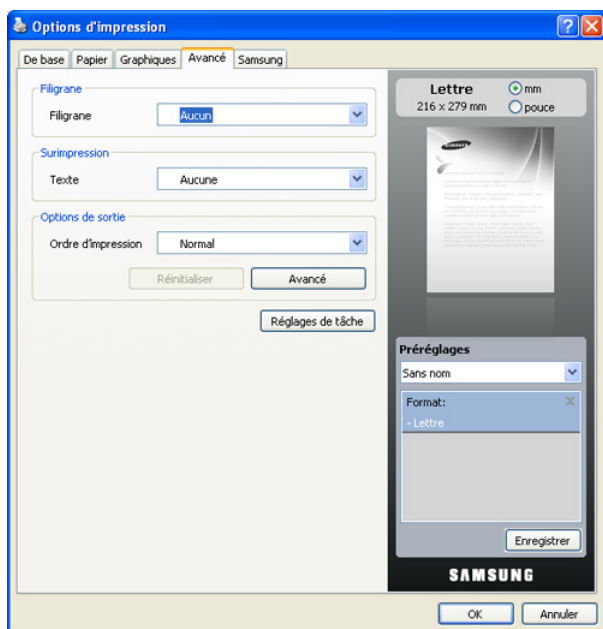 Options d'impression
De base Papier Graphiques Avancé Samsung
Filigrane
Filigrane Aucun
Surimpression
Texte Aucune
Options de sortie
Ordre d'impression Normal
Réinitialiser Avancé
Réglages de tâche
Lettre
216 x 279 mm
mm
pouce
SAMSUNG
Préréglages
Sans nom
Format:
- Lettre
Enregistrer
SAMSUNG
OK Annuler